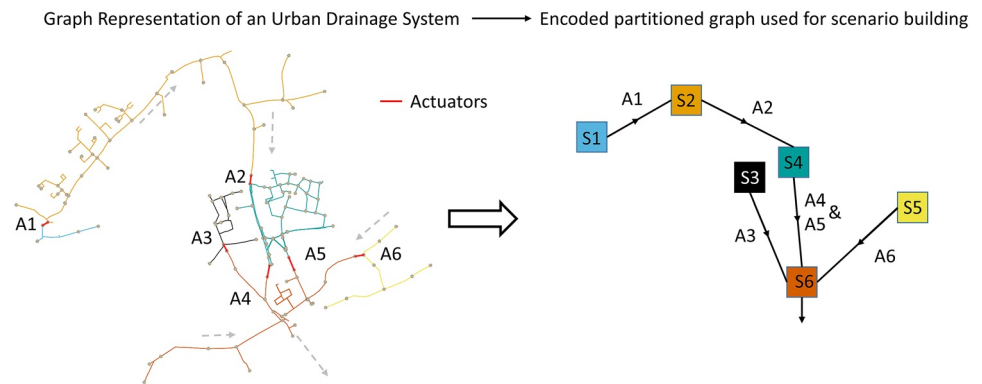 Graph Representation of an Urban Drainage System
Encoded partitioned graph used for scenario building
Actuators
A1
A2
A3
A4
A5
A6
S1
A1
S2
A2
S4
S3
A4
&
A5
S5
A3
A6
S6